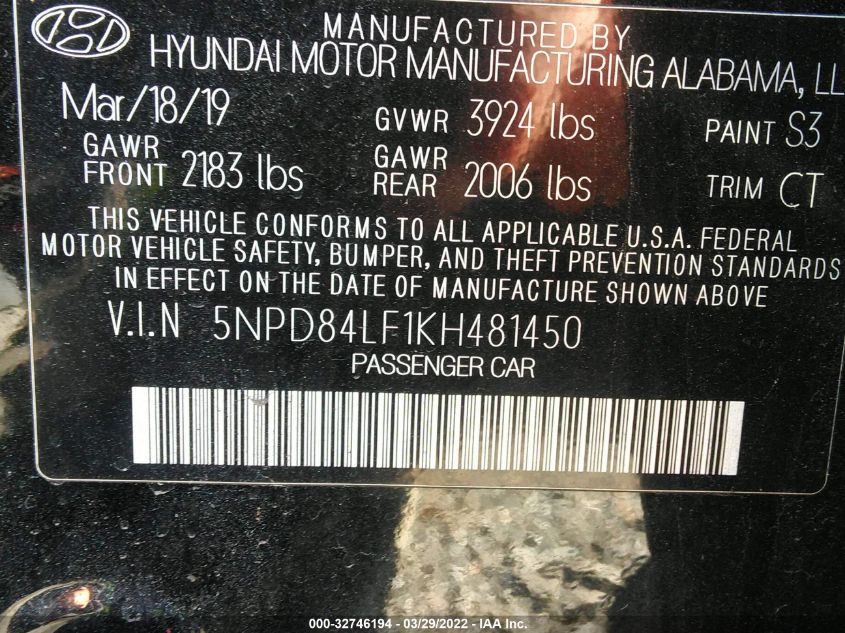 MANUFACTURED BY
HYUNDAI MOTOR MANUFACTURING ALABAMA, LL
Mar/18/19 GVWR 3924 lbs PAINT S3
GAWR FRONT 2183 lbs GAWR REAR 2006 lbs TRIM CT
THIS VEHICLE CONFORMS TO ALL APPLICABLE U.S.A. FEDERAL
MOTOR VEHICLE SAFETY, BUMPER, AND THEFT PREVENTION STANDARDS
IN EFFECT ON THE DATE OF MANUFACTURE SHOWN ABOVE
V.I.N 5NPD84LF1KH481450
PASSENGER CAR
000-32746194 - 03/29/2022 - IAA Inc.